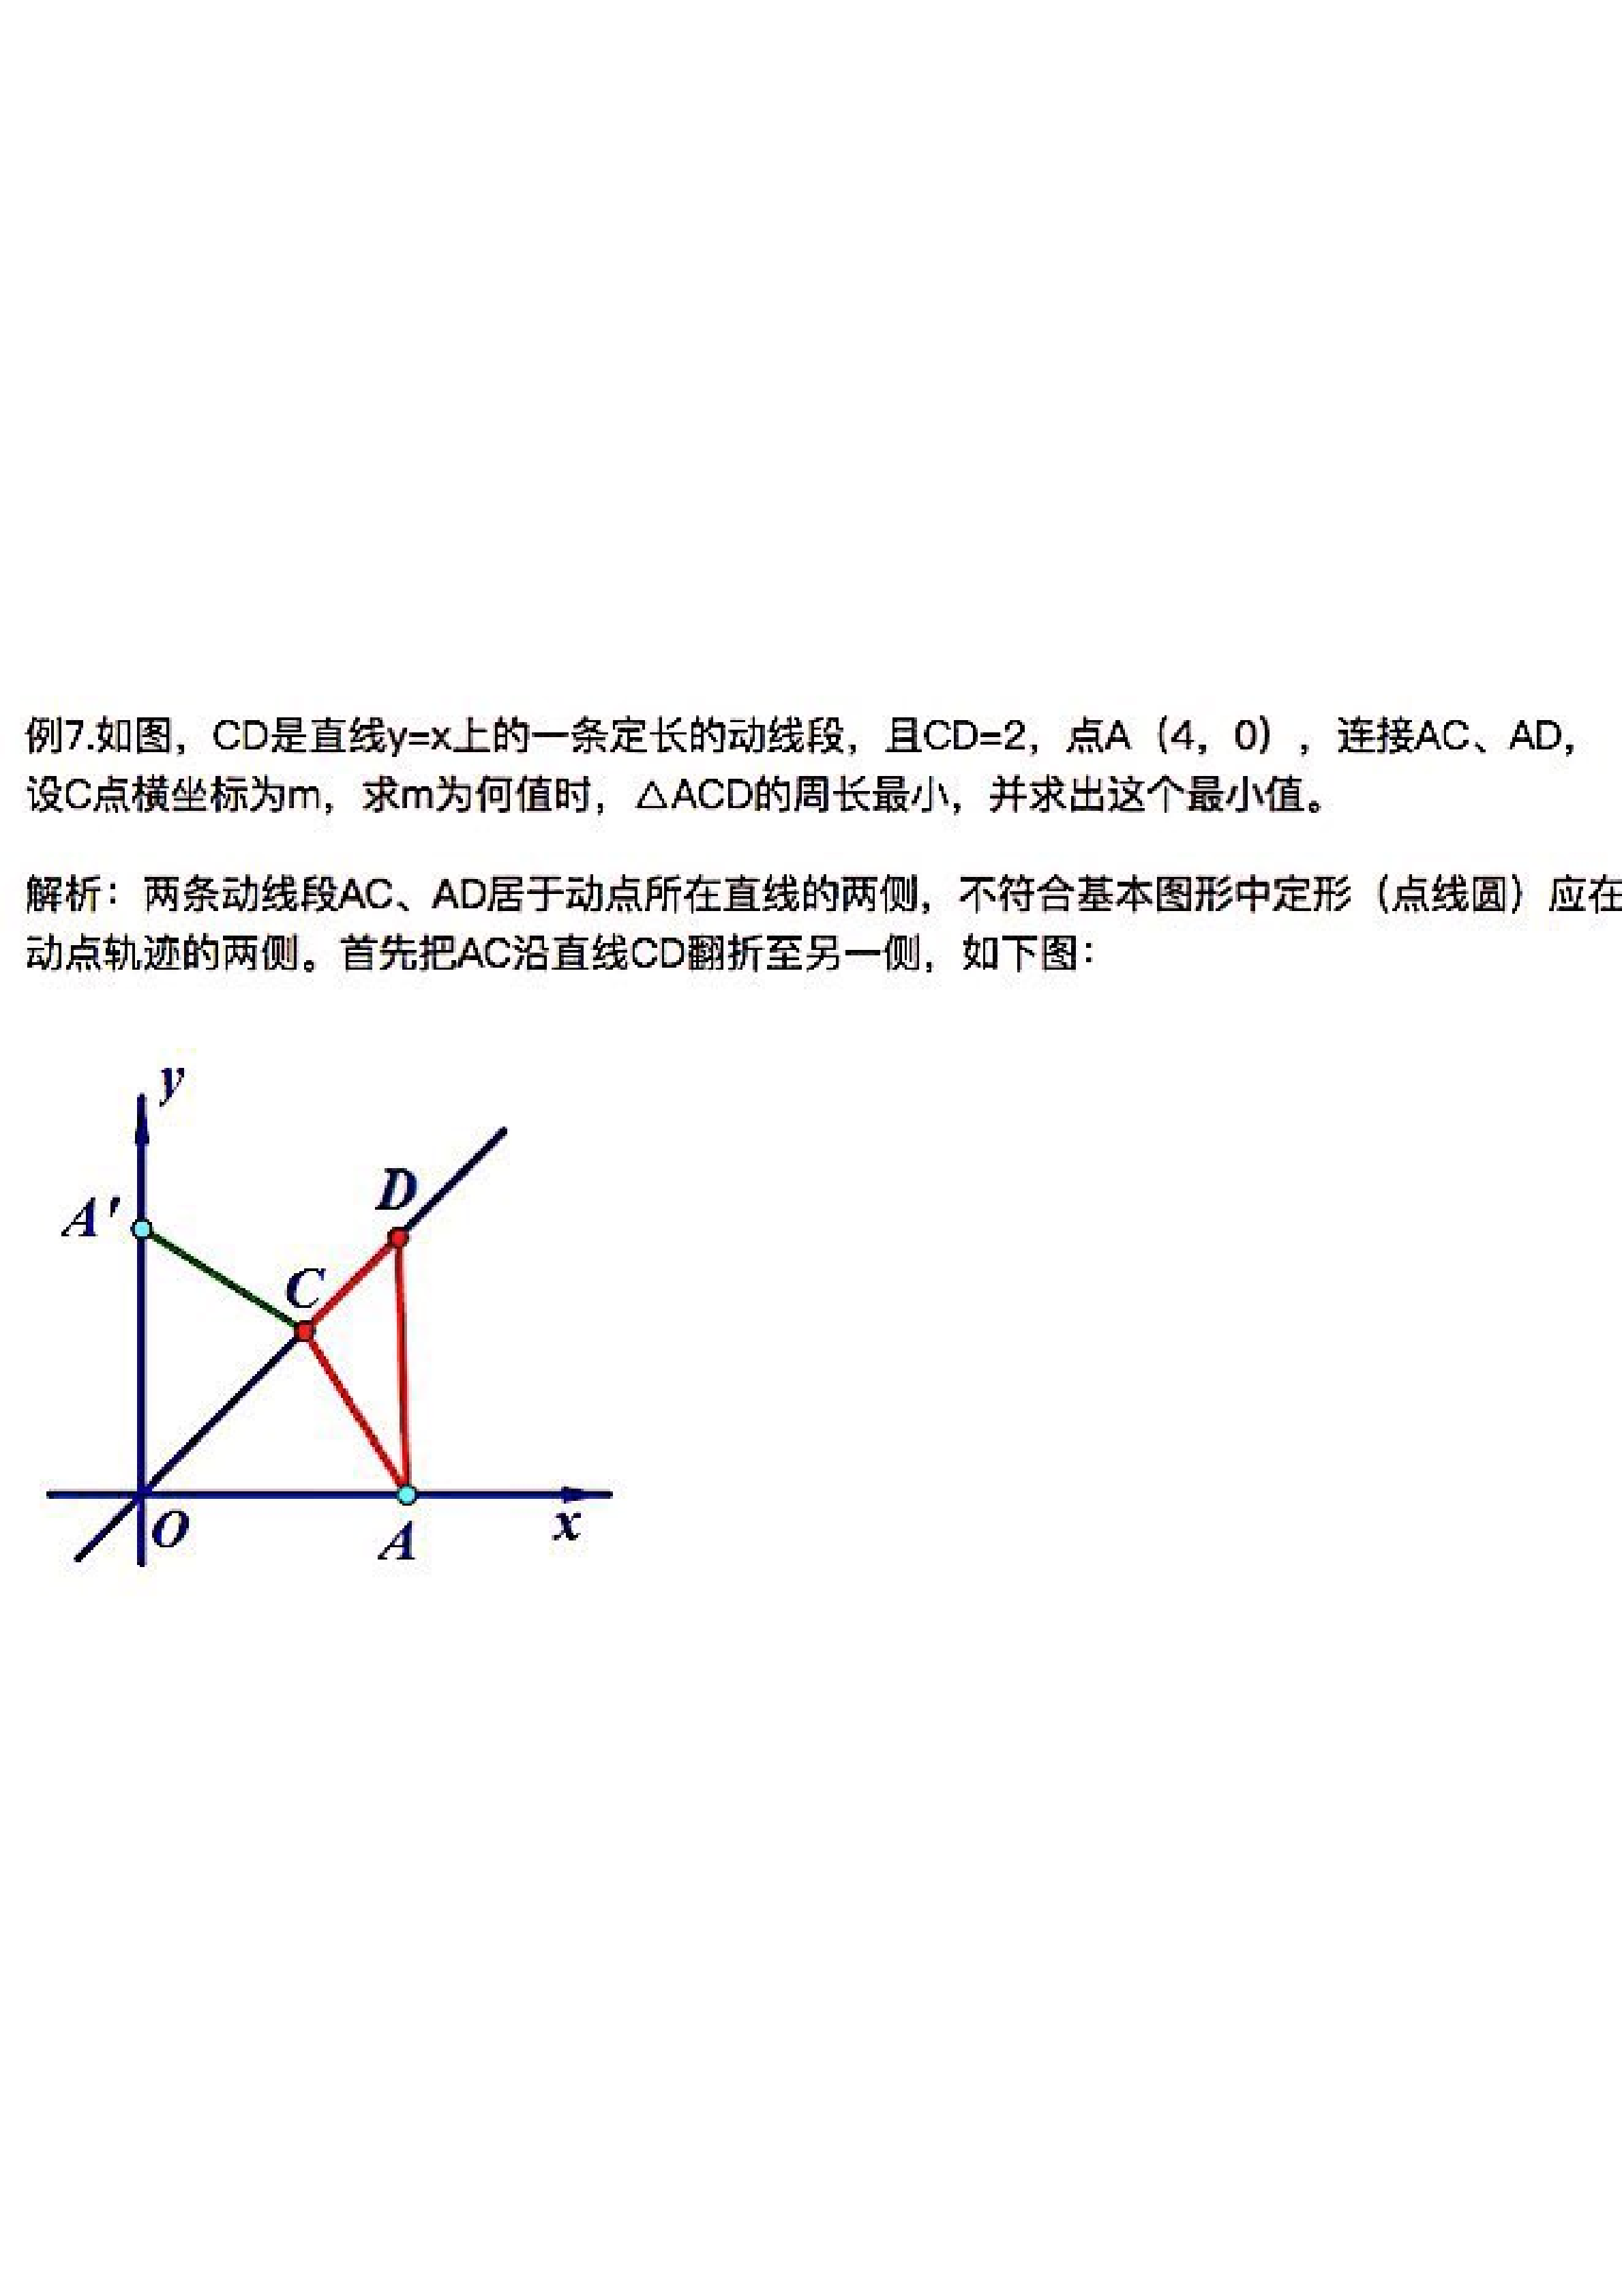 例7.如图，CD是直线y=x上的一条定长的动线段，且CD=2，点A（4，0），连接AC、AD，
设C点横坐标为m，求m为何值时，△ACD的周长最小，并求出这个最小值。
解析：两条动线段AC、AD居于动点所在直线的两侧，不符合基本图形中定形（点线圆）应在
动点轨迹的两侧。首先把AC沿直线CD翻折至另一侧，如下图：
y
D
A'
C
O
A
x